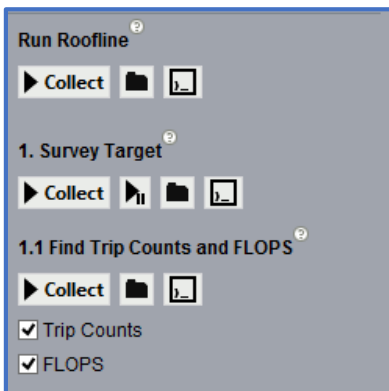 Run Roofline ?
Collect
1. Survey Target ?
Collect
1.1 Find Trip Counts and FLOPS ?
Collect
Trip Counts
FLOPS